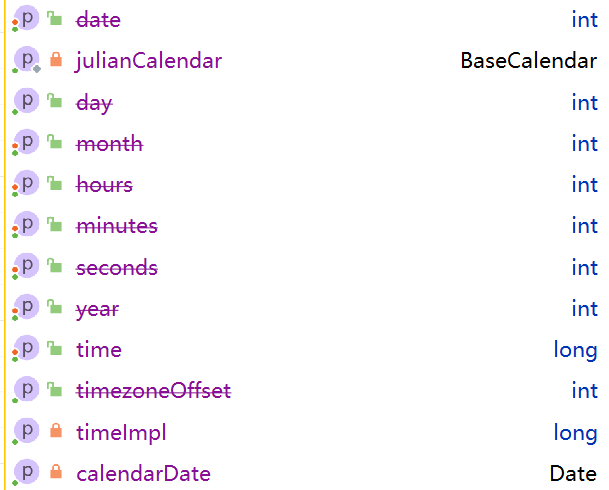 p date int
p julianCalendar BaseCalendar
p day int
p month int
p hours int
p minutes int
p seconds int
p year int
p time long
p timezoneOffset int
p timeImpl long
p calendarDate Date